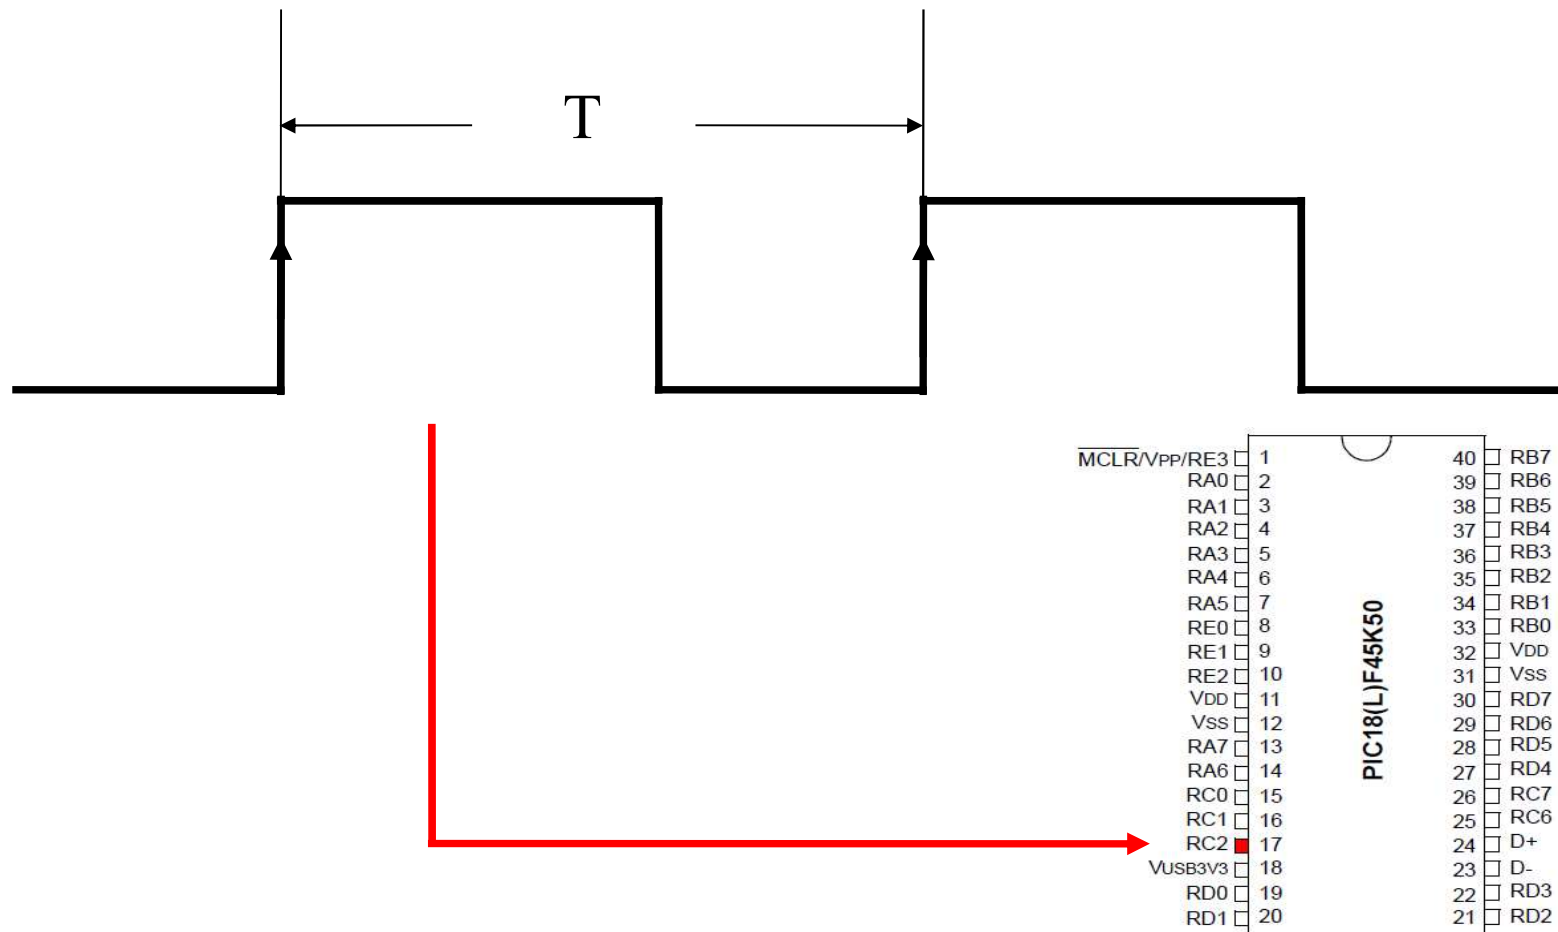 T
MCLR/VPP/RE3 1 40 RB7
RA0 2 39 RB6
RA1 3 38 RB5
RA2 4 37 RB4
RA3 5 36 RB3
RA4 6 35 RB2
RA5 7 34 RB1
RE0 8 33 RB0
RE1 9 32 VDD
RE2 10 31 VSS
VDD 11 30 RD7
VSS 12 29 RD6
RA7 13 28 RD5
RA6 14 27 RD4
RC0 15 26 RC7
RC1 16 25 RC6
RC2 17 24 D+
VUSB3V3 18 23 D-
RD0 19 22 RD3
RD1 20 21 RD2
PIC18(L)F45K50